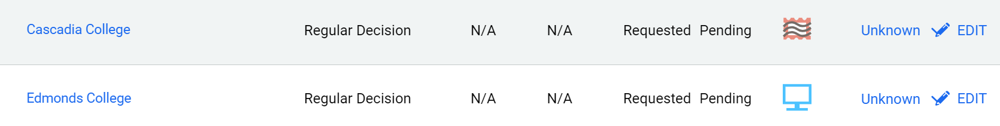 Cascadia College Regular Decision N/A N/A Requested Pending Unknown EDIT
Edmonds College Regular Decision N/A N/A Requested Pending Unknown EDIT